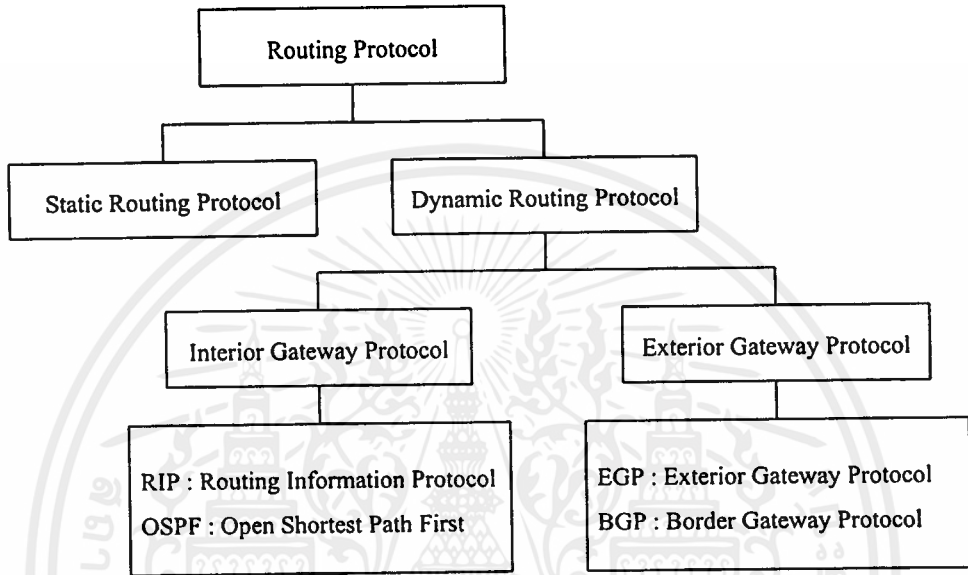 Routing Protocol
Static Routing Protocol
Dynamic Routing Protocol
Interior Gateway Protocol
Exterior Gateway Protocol
RIP : Routing Information Protocol
OSPF : Open Shortest Path First
EGP : Exterior Gateway Protocol
BGP : Border Gateway Protocol